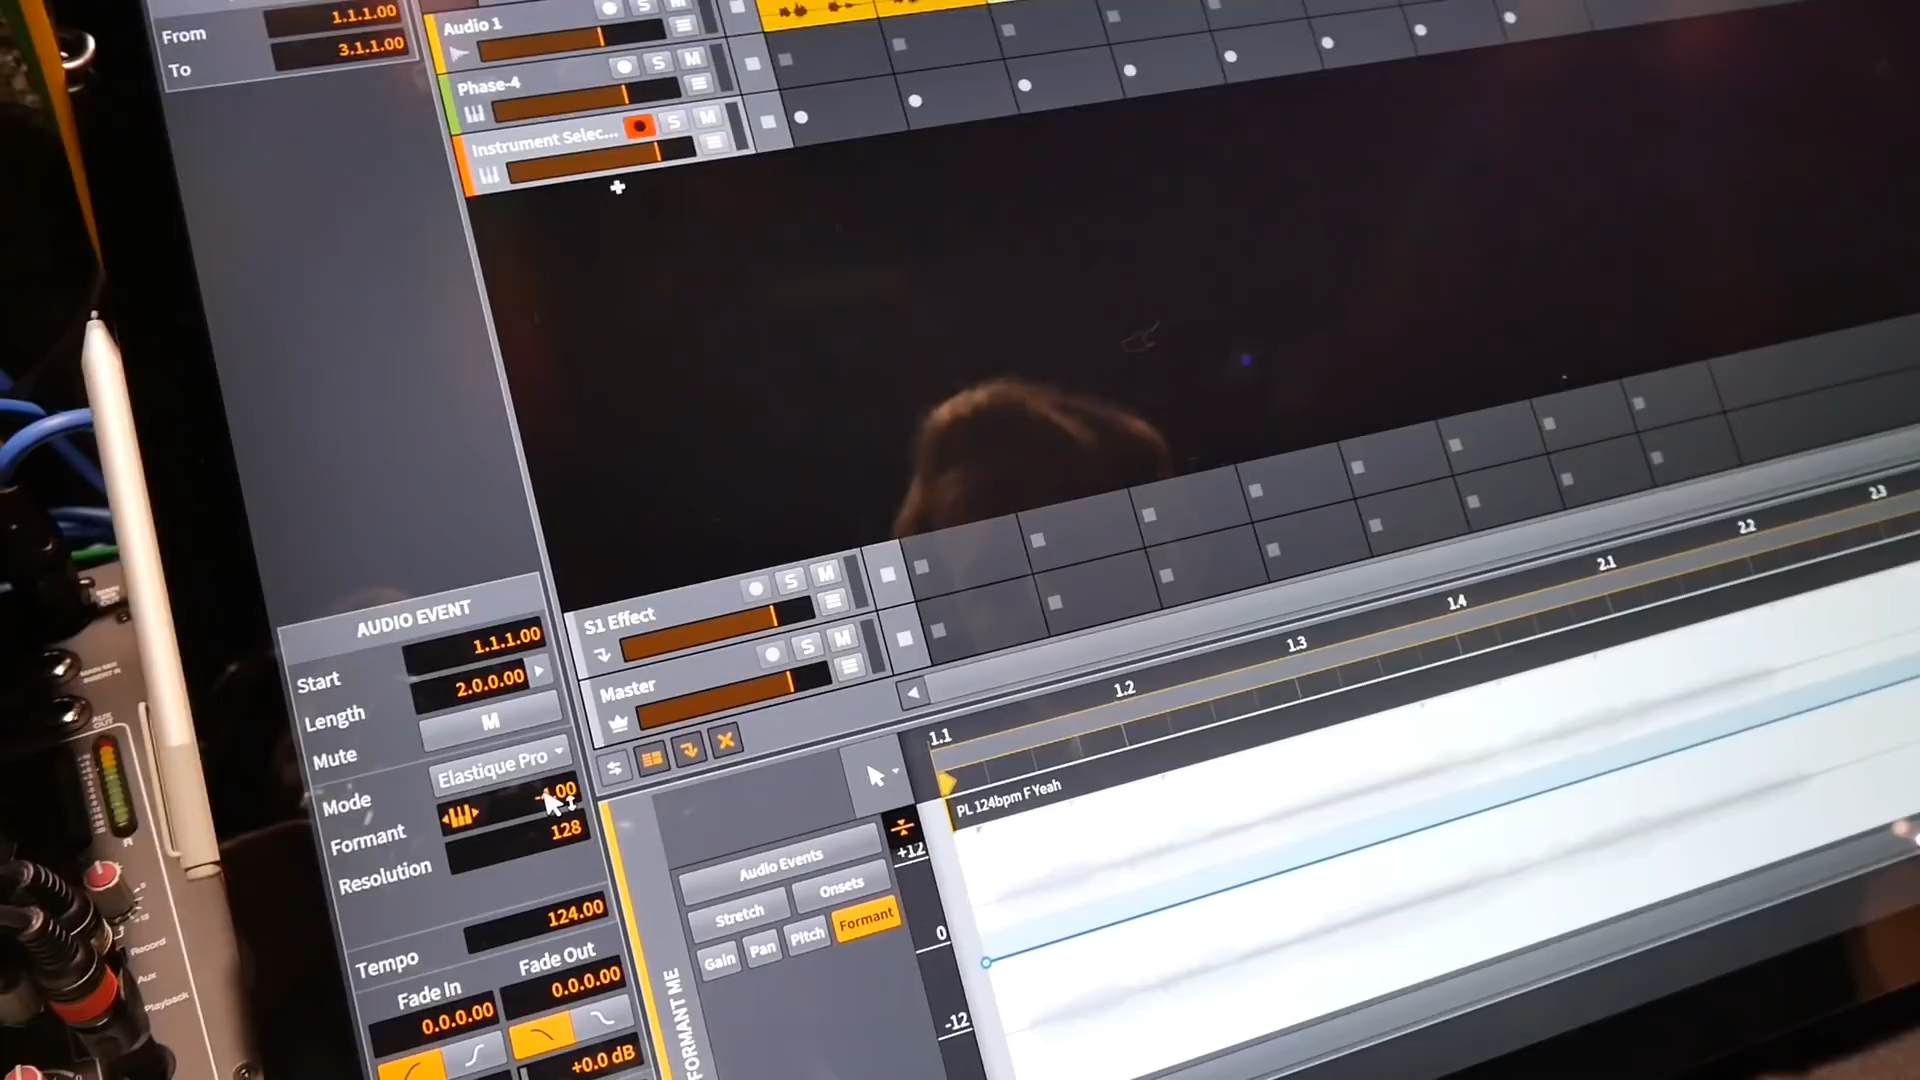 From 1.1.1.00
To 3.1.1.00
Audio 1
S M
Phase-4
S M
Instrument Selec...
S M
AUDIO EVENT
Start 1.1.1.00
Length 2.0.0.00
Mute M
Mode Elastique Pro
Formant
Resolution 128
Tempo 124.00
Fade In Fade Out
0.0.0.00 0.0.0.00
+0.0 dB
S1 Effect
S M
Master
S M
1.1 1.2 1.3 1.4 2.1 2.2 2.3
PL 124bpm F Yeah
Audio Events
Stretch Onsets
Gain Pan Pitch Formant
+12
0
-12
FORMANT ME
Record
Aux
Playback